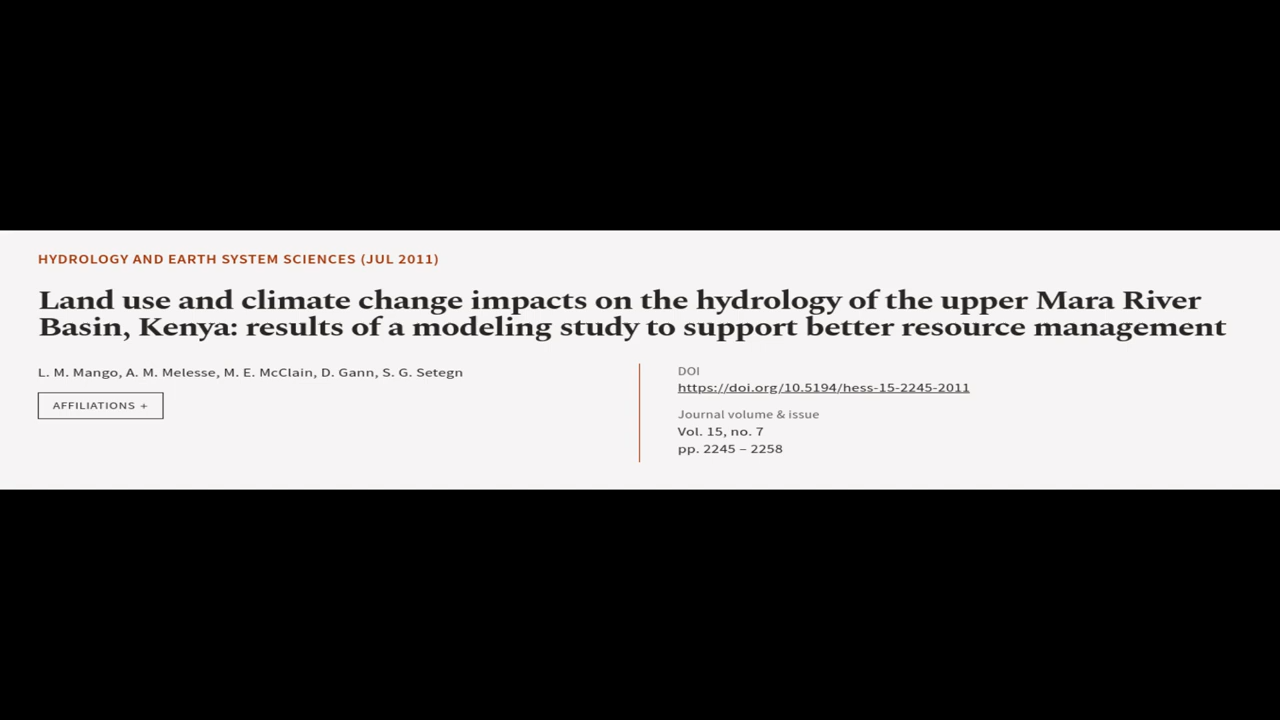 HYDROLOGY AND EARTH SYSTEM SCIENCES (JUL 2011)
Land use and climate change impacts on the hydrology of the upper Mara River
Basin, Kenya: results of a modeling study to support better resource management
L. M. Mango, A. M. Melesse, M. E. McClain, D. Gann, S. G. Setegn
AFFILIATIONS +
DOI
https://doi.org/10.5194/hess-15-2245-2011
Journal volume & issue
Vol. 15, no. 7
pp. 2245 – 2258